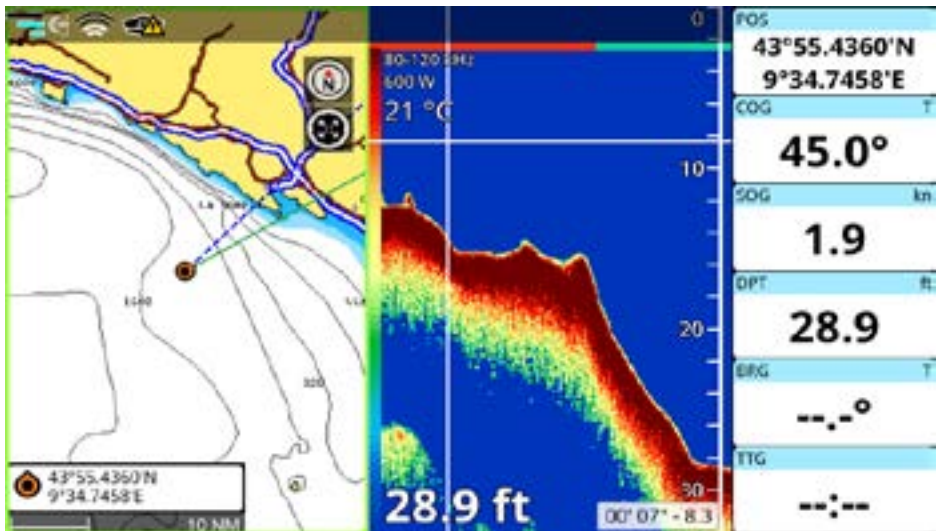 N
1640
320
43°55.4360'N
9°34.7458'E
10 NM
0
80-120 kHz
600 W
21 °C
10
20
30
28.9 ft
00' 07" - 8.3
POS
43°55.4360'N
9°34.7458'E
COG T
45.0°
SOG kn
1.9
DPT ft
28.9
BRG T
--.-°
TTG
--:--